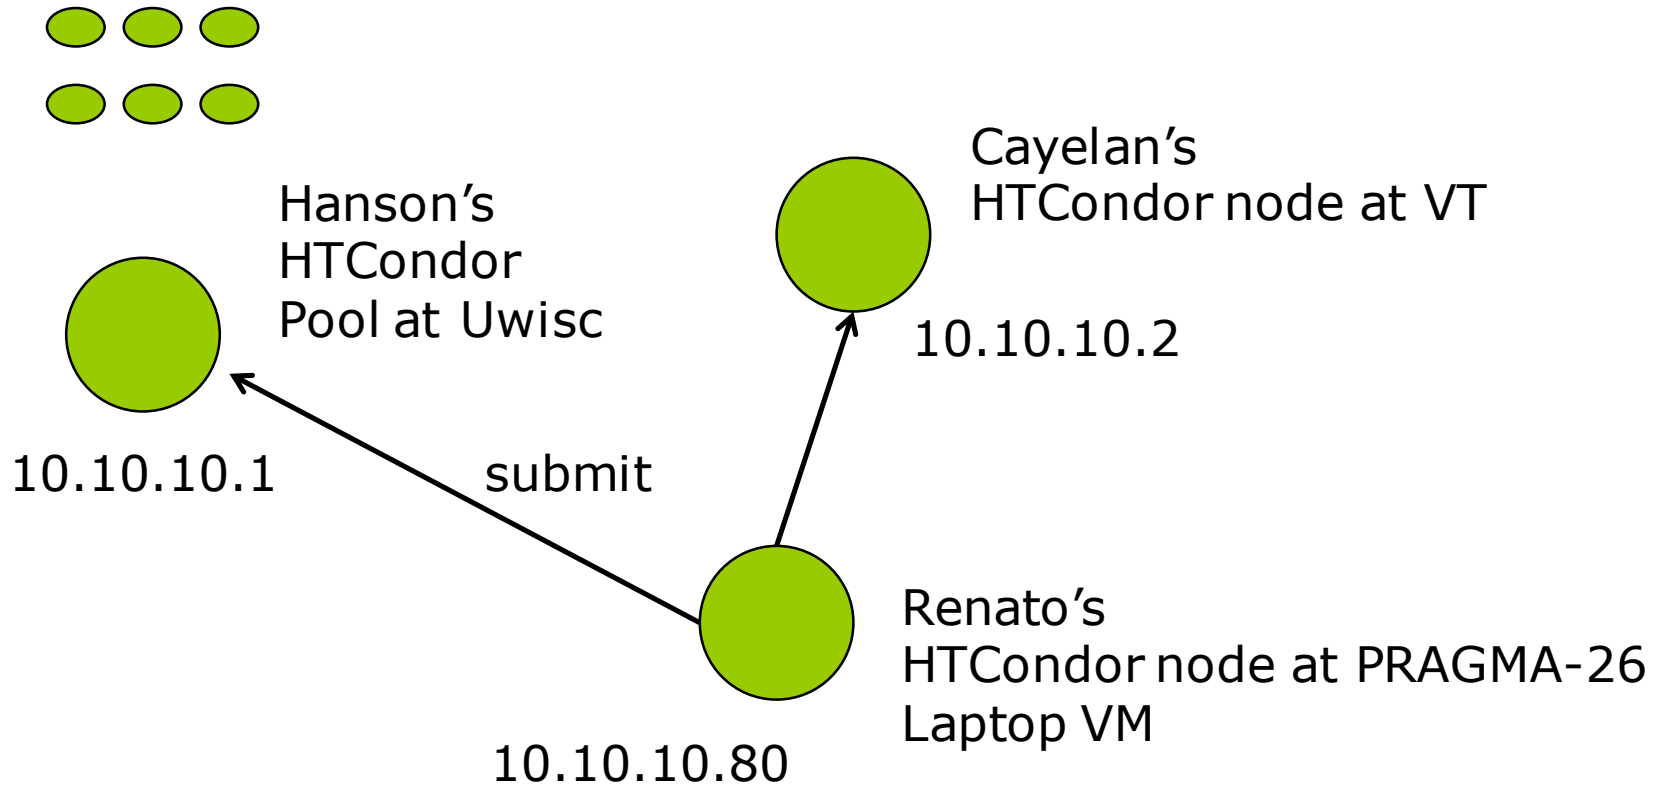 Hanson’s
HTCondor
Pool at Uwisc
10.10.10.1
Cayelan’s
HTCondor node at VT
10.10.10.2
submit
Renato’s
HTCondor node at PRAGMA-26
Laptop VM
10.10.10.80